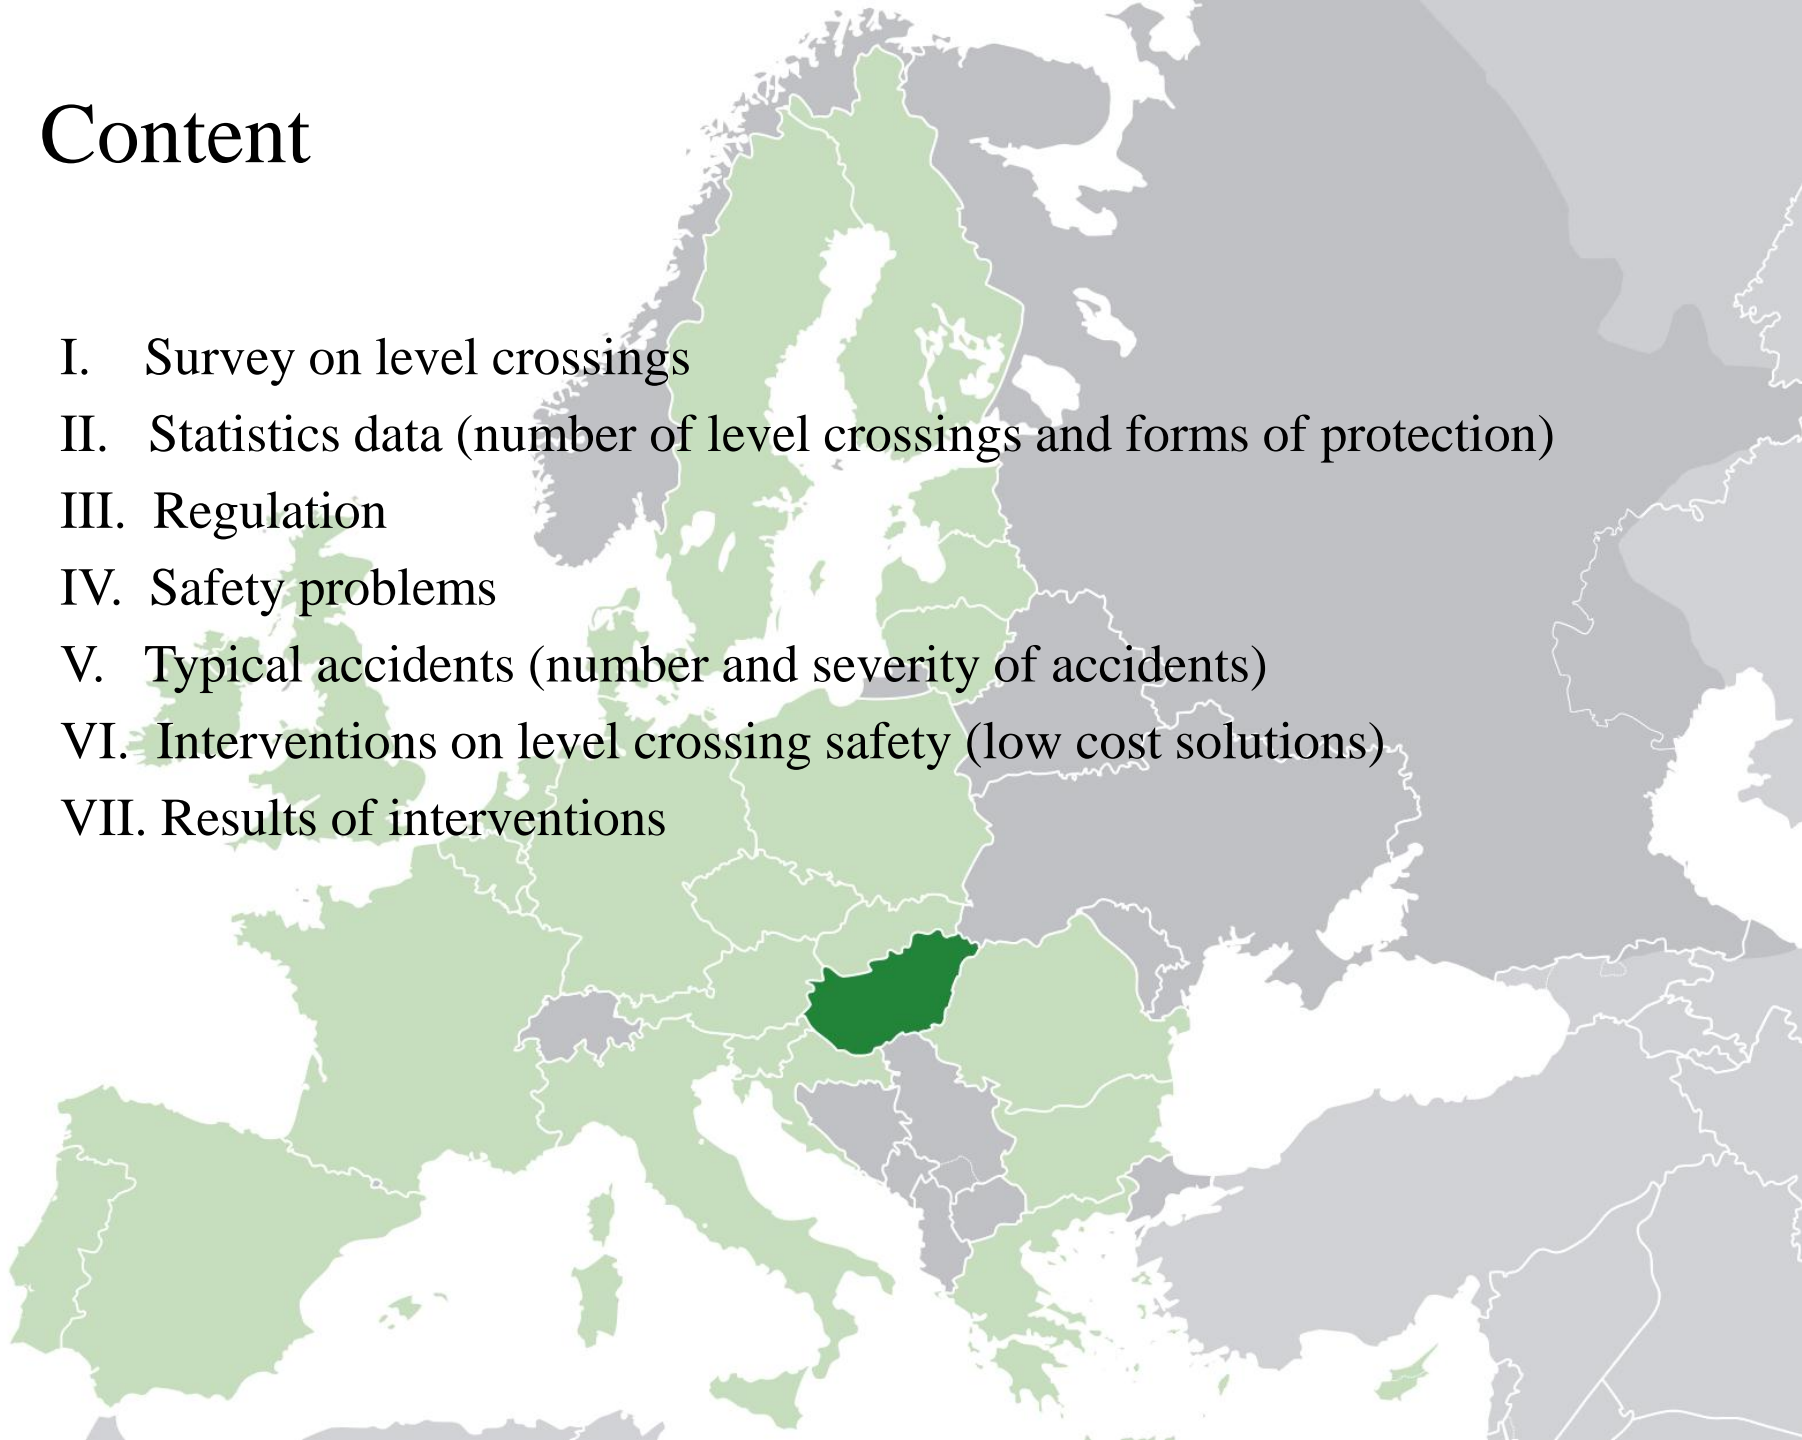 Content
I. Survey on level crossings
II. Statistics data (number of level crossings and forms of protection)
III. Regulation
IV. Safety problems
V. Typical accidents (number and severity of accidents)
VI. Interventions on level crossing safety (low cost solutions)
VII. Results of interventions